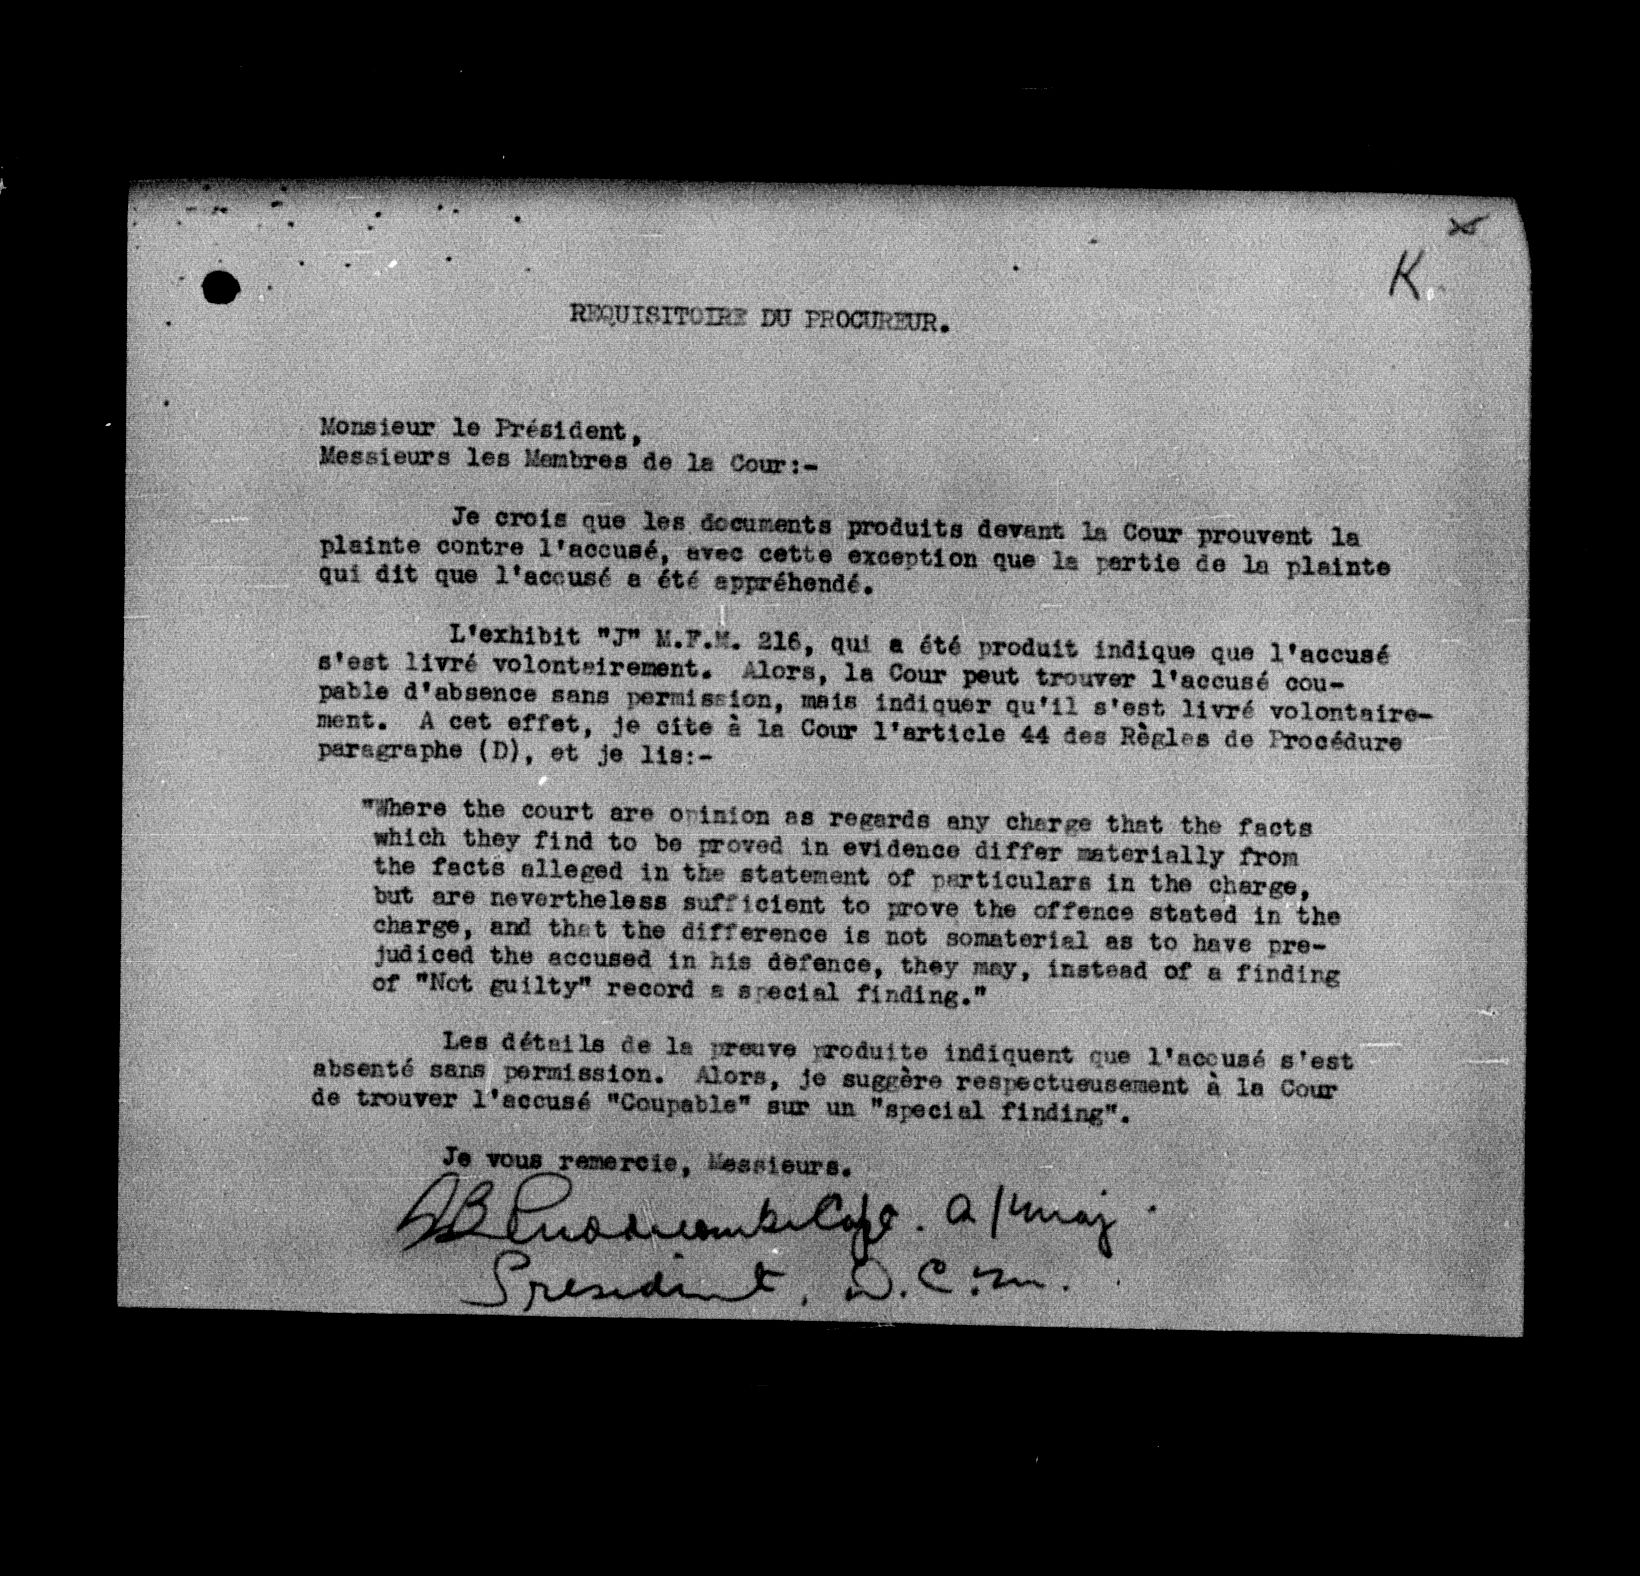 K.
REQUISITOIRE DU PROCUREUR.
Monsieur le Président,
Messieurs les Membres de la Cour:-
Je crois que les documents produits devant la Cour prouvent la
plainte contre l'accusé, avec cette exception que la partie de la plainte
qui dit que l'accusé a été appréhendé.
L'exhibit "J" M.F.M. 216, qui a été produit indique que l'accusé
s'est livré volontairement. Alors, la Cour peut trouver l'accusé cou-
pable d'absence sans permission, mais indiquer qu'il s'est livré volontaire-
ment. A cet effet, je cite à la Cour l'article 44 des Règles de Procédure
paragraphe (D), et je lis:-
"Where the court are opinion as regards any charge that the facts
which they find to be proved in evidence differ materially from
the facts alleged in the statement of particulars in the charge,
but are nevertheless sufficient to prove the offence stated in the
charge, and that the difference is not somaterial as to have pre-
judiced the accused in his defence, they may, instead of a finding
of "Not guilty" record a special finding."
Les détails de la preuve produite indiquent que l'accusé s'est
absenté sans permission. Alors, je suggère respectueusement à la Cour
de trouver l'accusé "Coupable" sur un "special finding".
Je vous remercie, Messieurs.
Capt. a/maj.
President, D.C.M.